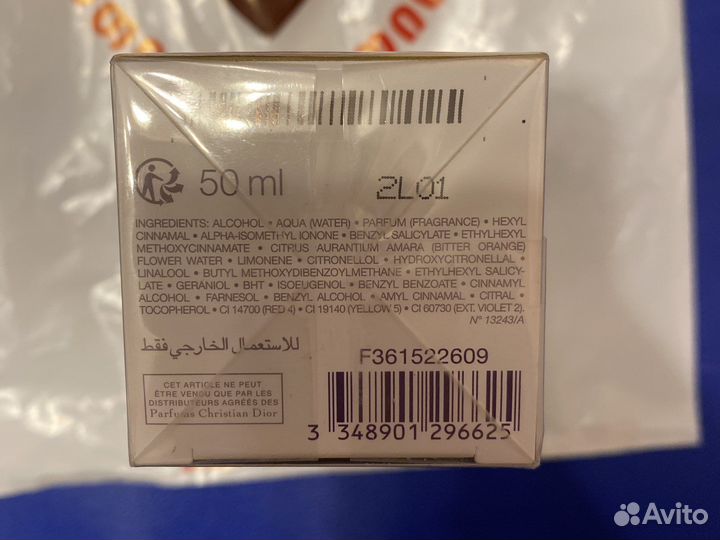 50 ml
2L01
INGREDIENTS: ALCOHOL • AQUA (WATER) • PARFUM (FRAGRANCE) • HEXYL
CINNAMAL • ALPHA-ISOMETHYL IONONE • BENZYL SALICYLATE • ETHYLHEXYL
METHOXYCINNAMATE • CITRUS AURANTIUM AMARA (BITTER ORANGE)
FLOWER WATER • LIMONENE • CITRONELLOL • HYDROXYCITRONELLAL •
LINALOOL • BUTYL METHOXYDIBENZOYLMETHANE • ETHYLHEXYL SALICY-
LATE • GERANIOL • BHT • ISOEUGENOL • BENZYL BENZOATE • CINNAMYL
ALCOHOL • FARNESOL • BENZYL ALCOHOL • AMYL CINNAMAL • CITRAL •
TOCOPHEROL • CI 14700 (RED 4) • CI 19140 (YELLOW 5) • CI 60730 (EXT. VIOLET 2).
N° 13243/A
للاستعمال الخارجي فقط
F361522609
CET ARTICLE NE PEUT
ÊTRE VENDU QUE PAR LES
DISTRIBUTEURS AGRÉÉS DES
Parfums Christian Dior
3 348901 296625
Avito